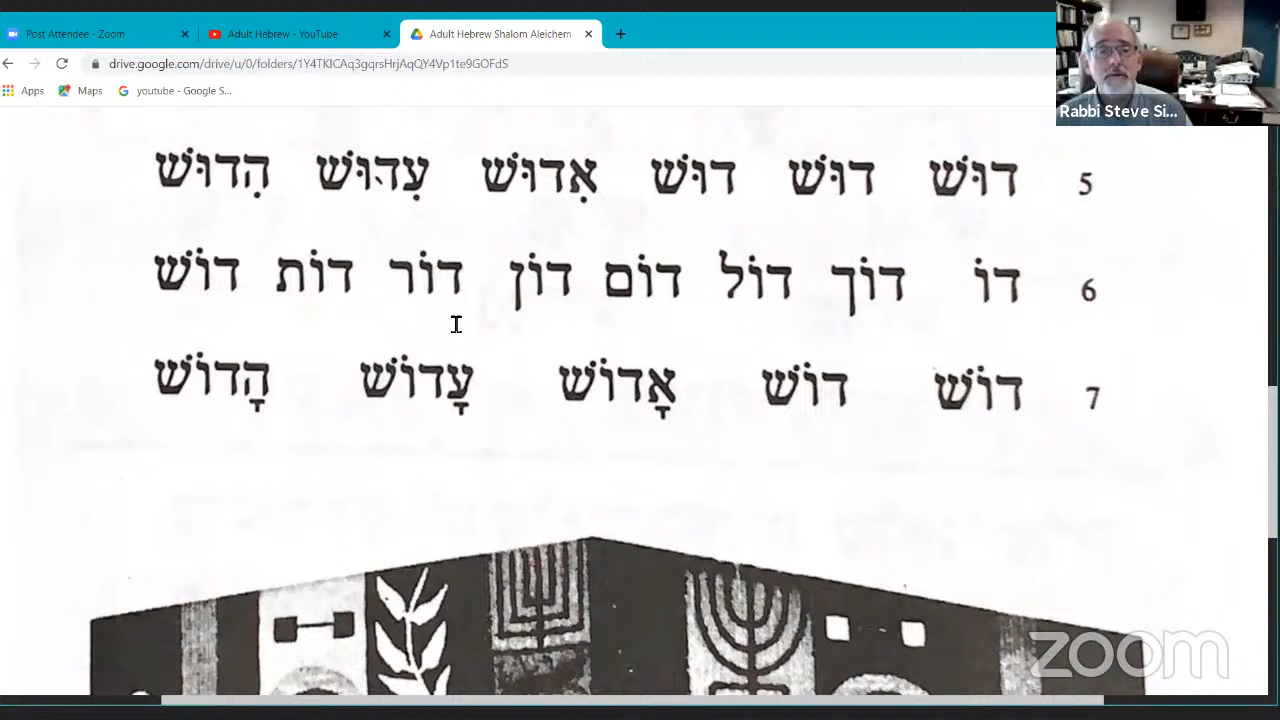 Post Attendee - Zoom
Adult Hebrew - YouTube
Adult Hebrew Shalom Aleichem
drive.google.com/drive/u/0/folders/
Apps
Maps
youtube - Google S...
Rabbi Steve Si...
5 דוּשׁ דוּשׁ דוּשׁ אִדוּשׁ עִדוּשׁ הִדוּשׁ
6 דוֹ דוֹך דוֹל דוֹם דוֹן דוֹר דוֹת דוֹשׁ
7 דוֹשׁ דוֹשׁ אָדוֹשׁ עָדוֹשׁ הָדוֹשׁ
zoom